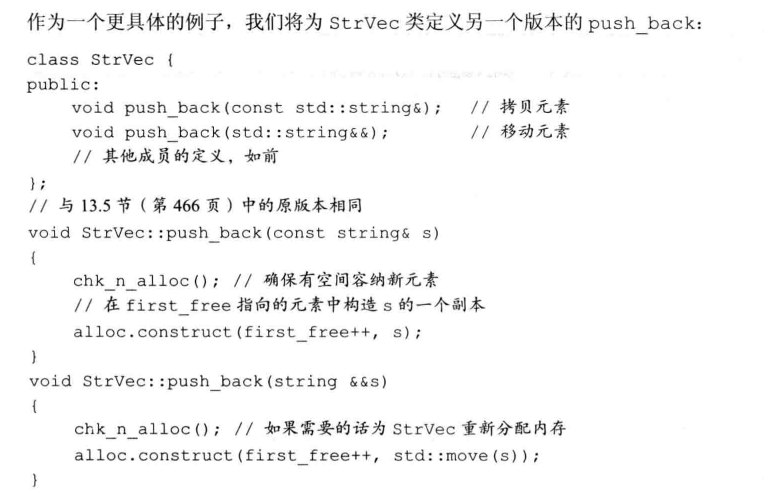 作为一个更具体的例子，我们将为 StrVec 类定义另一个版本的 push_back:
class StrVec {
public:
    void push_back(const std::string&);   // 拷贝元素
    void push_back(std::string&&);        // 移动元素
    // 其他成员的定义，如前
};
// 与 13.5 节（第 466 页）中的原版本相同
void StrVec::push_back(const string& s)
{
    chk_n_alloc(); // 确保有空间容纳新元素
    // 在 first_free 指向的元素中构造 s 的一个副本
    alloc.construct(first_free++, s);
}
void StrVec::push_back(string &&s)
{
    chk_n_alloc(); // 如果需要的话为 StrVec 重新分配内存
    alloc.construct(first_free++, std::move(s));
}